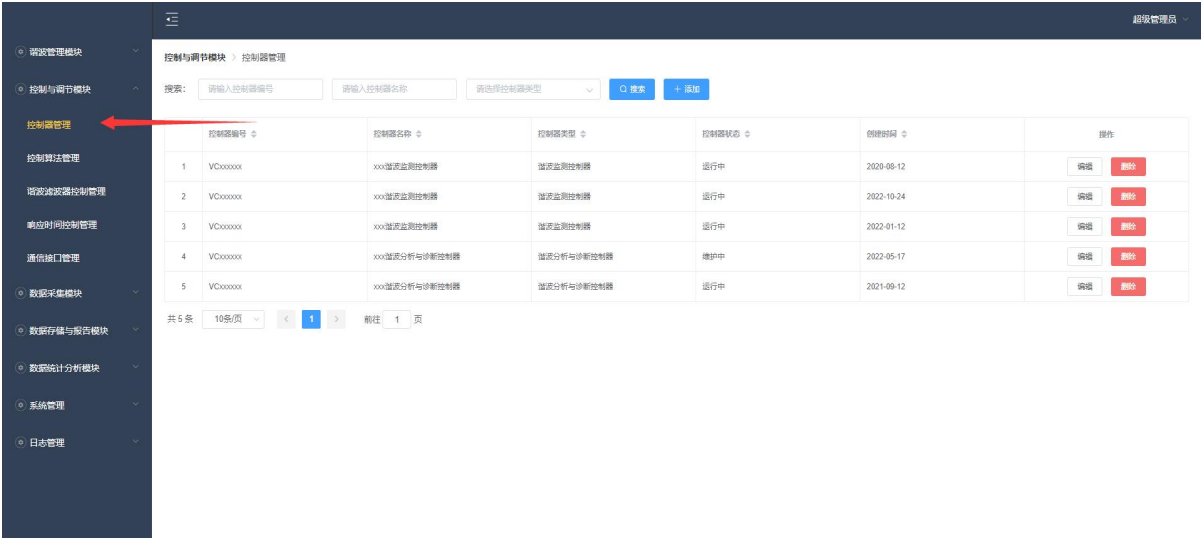 超级管理员
谐波管理模块
控制与调节模块
控制器管理
控制算法管理
谐波滤波器控制管理
响应时间控制管理
通信接口管理
数据采集模块
数据存储与报告模块
数据统计分析模块
系统管理
日志管理
控制与调节模块 > 控制器管理
搜索： 请输入控制器编号 请输入控制器名称 请选择控制器类型 搜索 + 添加
控制器编号 控制器名称 控制器类型 控制器状态 创建时间 操作
1 VCxxxxxx xxx谐波监测控制器 谐波监测控制器 运行中 2020-08-12 编辑 删除
2 VCxxxxxx xxx谐波监测控制器 谐波监测控制器 运行中 2022-10-24 编辑 删除
3 VCxxxxxx xxx谐波监测控制器 谐波监测控制器 运行中 2022-01-12 编辑 删除
4 VCxxxxxx xxx谐波分析与诊断控制器 谐波分析与诊断控制器 维护中 2022-05-17 编辑 删除
5 VCxxxxxx xxx谐波分析与诊断控制器 谐波分析与诊断控制器 运行中 2021-09-12 编辑 删除
共 5 条 10条/页 < 1 > 前往 1 页